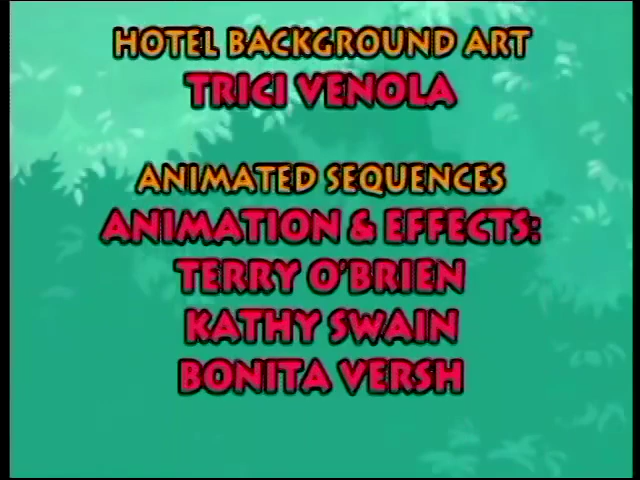 HOTEL BACKGROUND ART
TRICI VENOLA
ANIMATED SEQUENCES
ANIMATION & EFFECTS:
TERRY O'BRIEN
KATHY SWAIN
BONITA VERSH